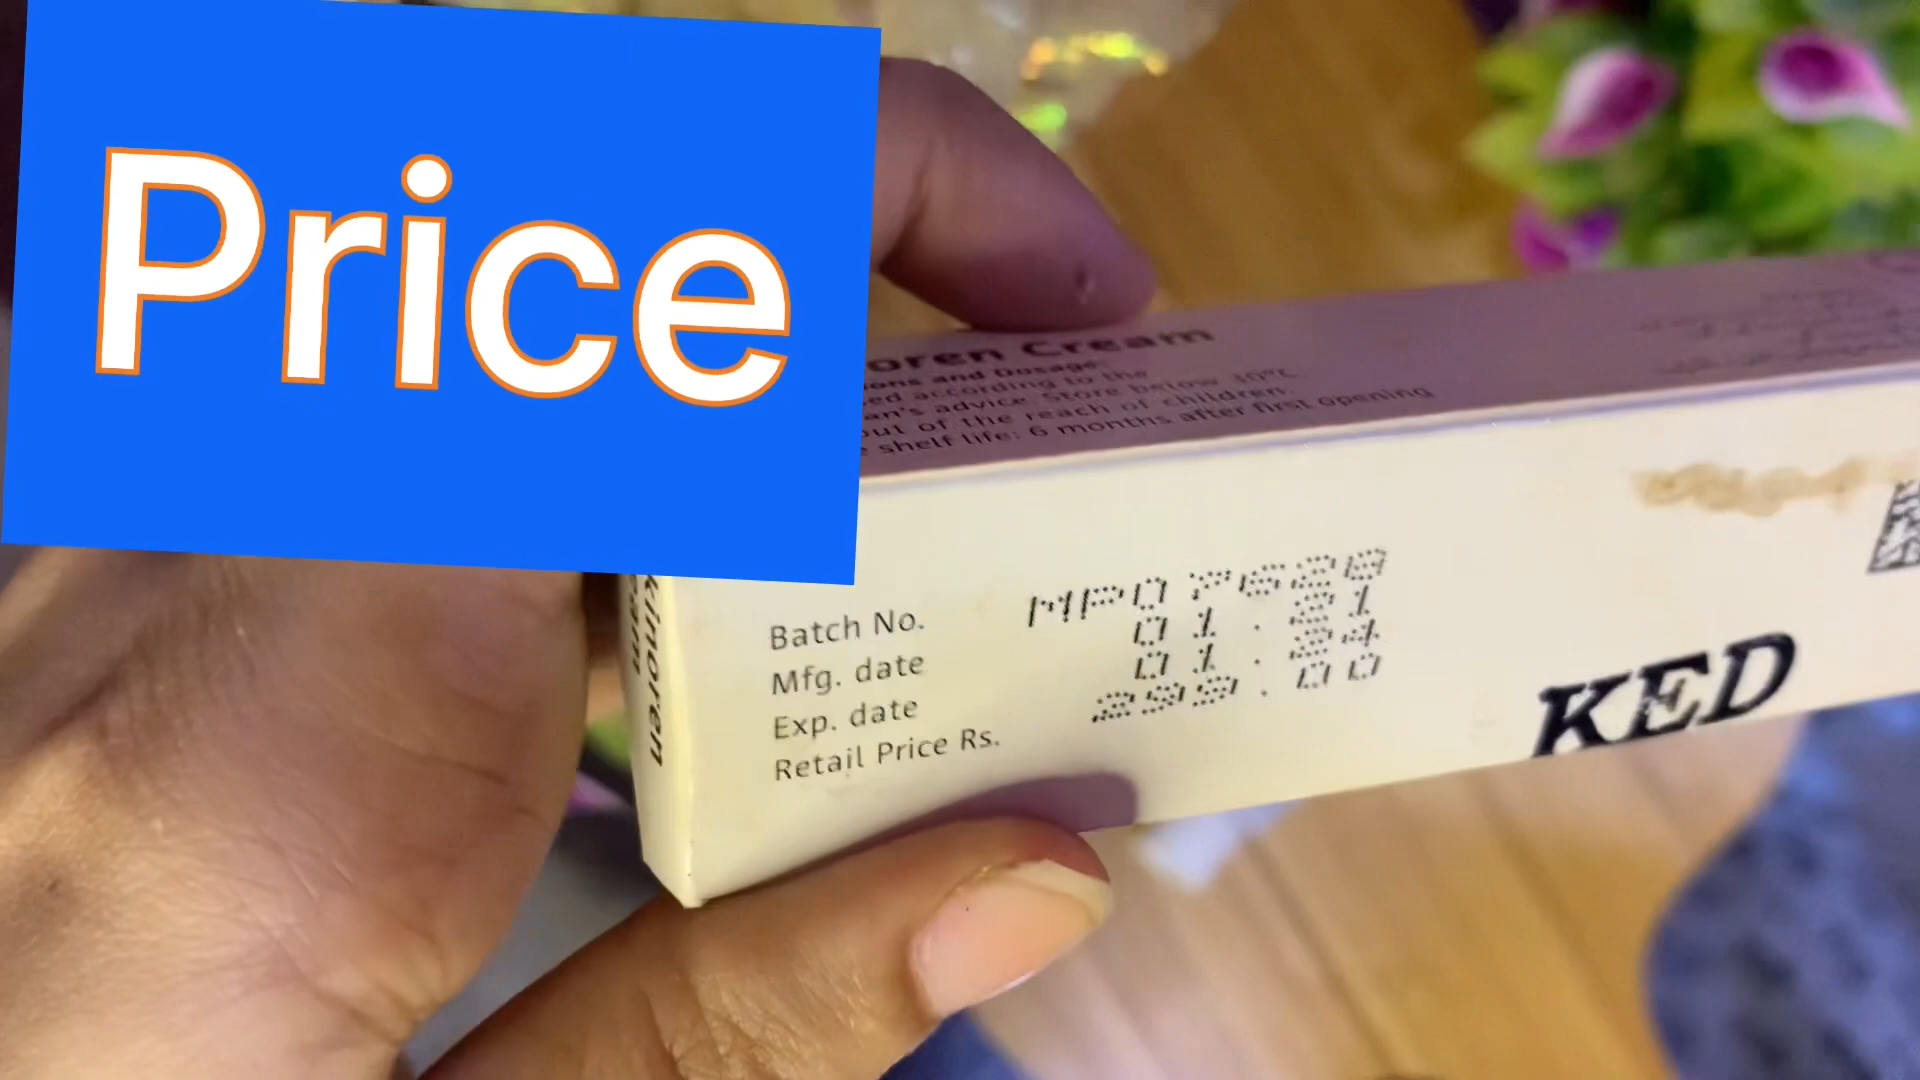 Price
oren Cream
ons and Dosage
ed according to the
an's advice. Store below 30°C.
out of the reach of children.
shelf life: 6 months after first opening
Batch No.
Mfg. date 01.21
Exp. date 01.24
Retail Price Rs. 299.00
KED
kinoren